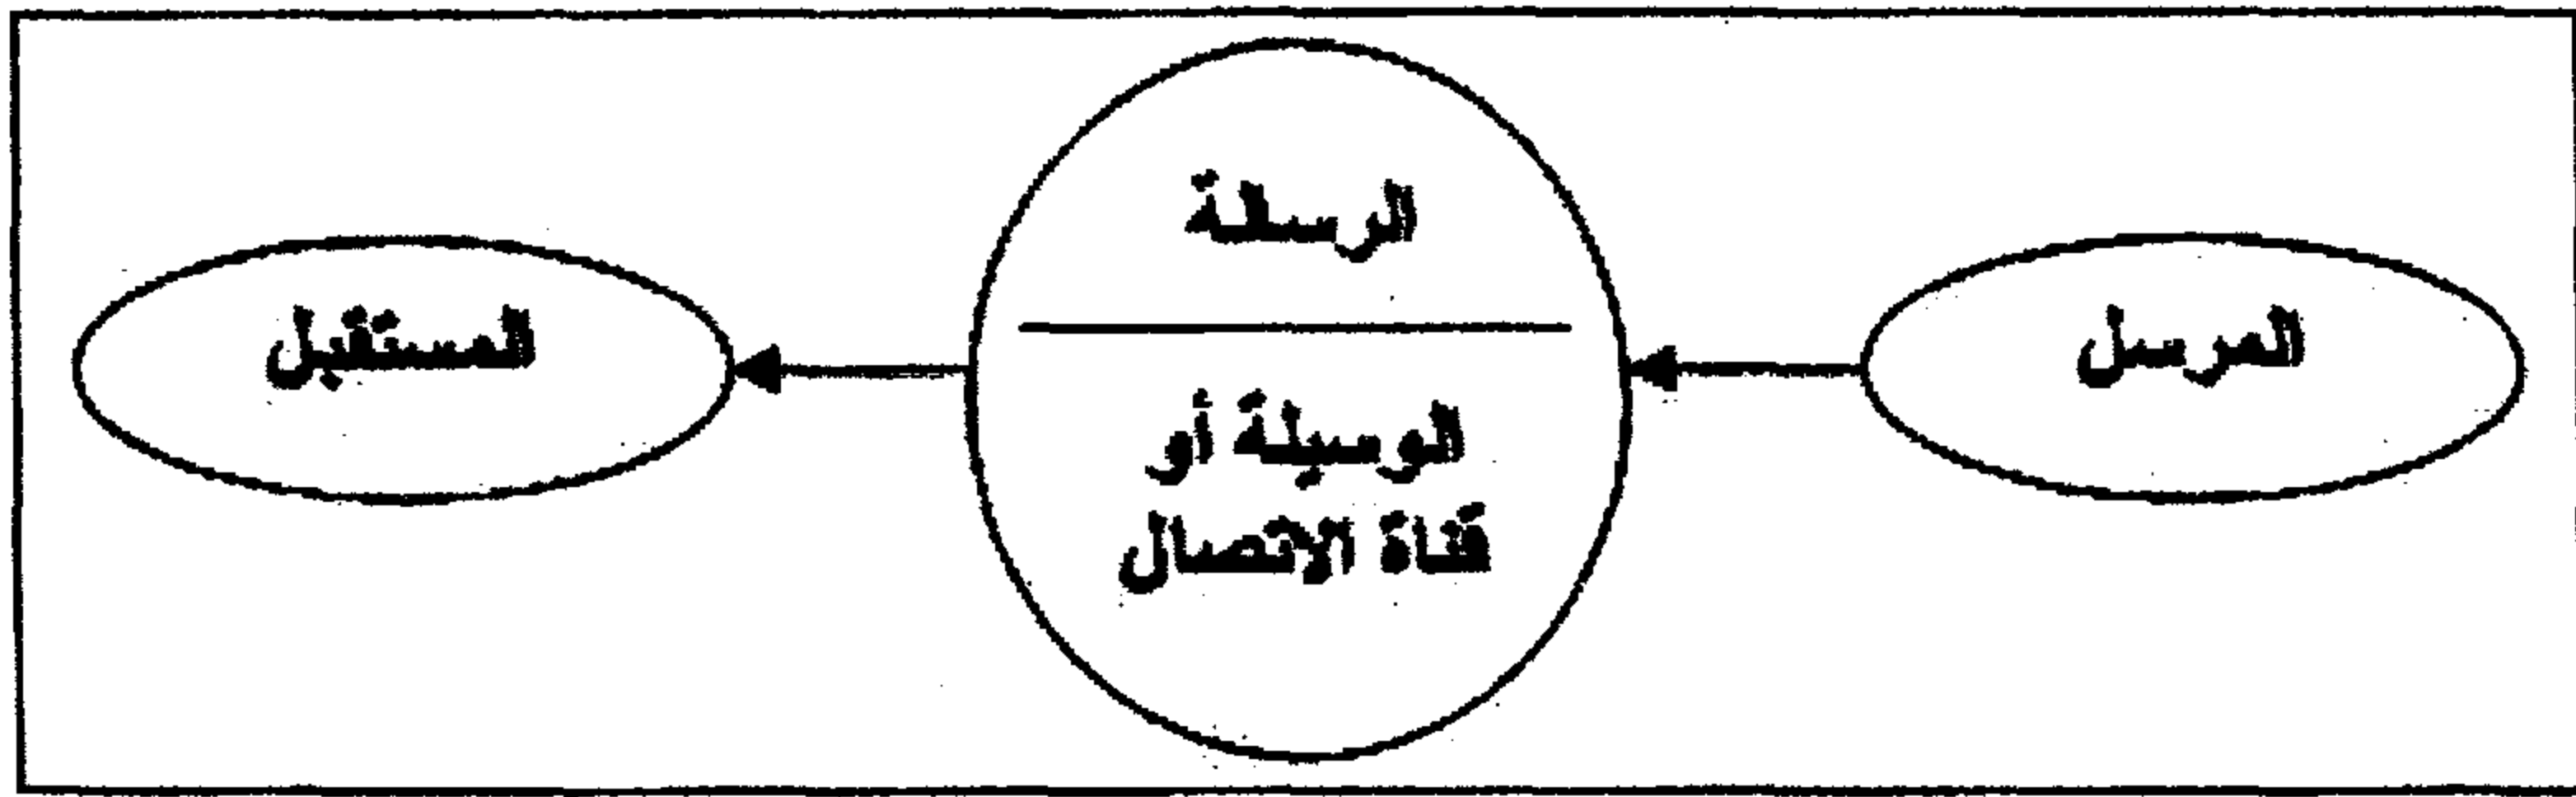 المرسل
الرسالة
الوسيلة أو
قناة الاتصال
المستقبل